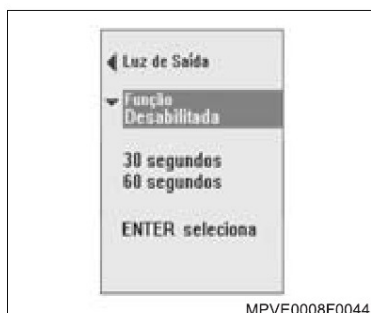 Luz de Saída
Função
Desabilitada
30 segundos
60 segundos
ENTER seleciona
MPVE0008F0044